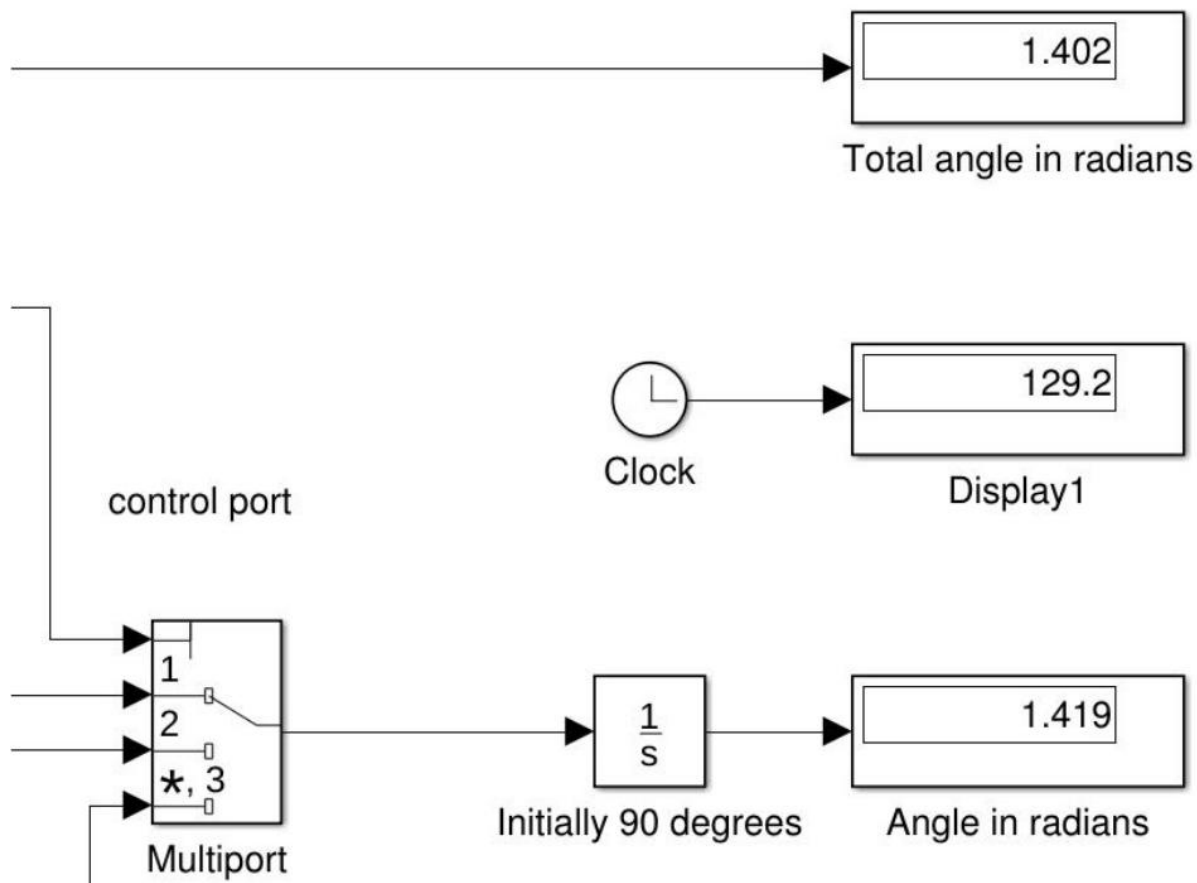 1.402
Total angle in radians
129.2
Clock
Display1
control port
1
2
*, 3
Multiport
1
s
Initially 90 degrees
1.419
Angle in radians